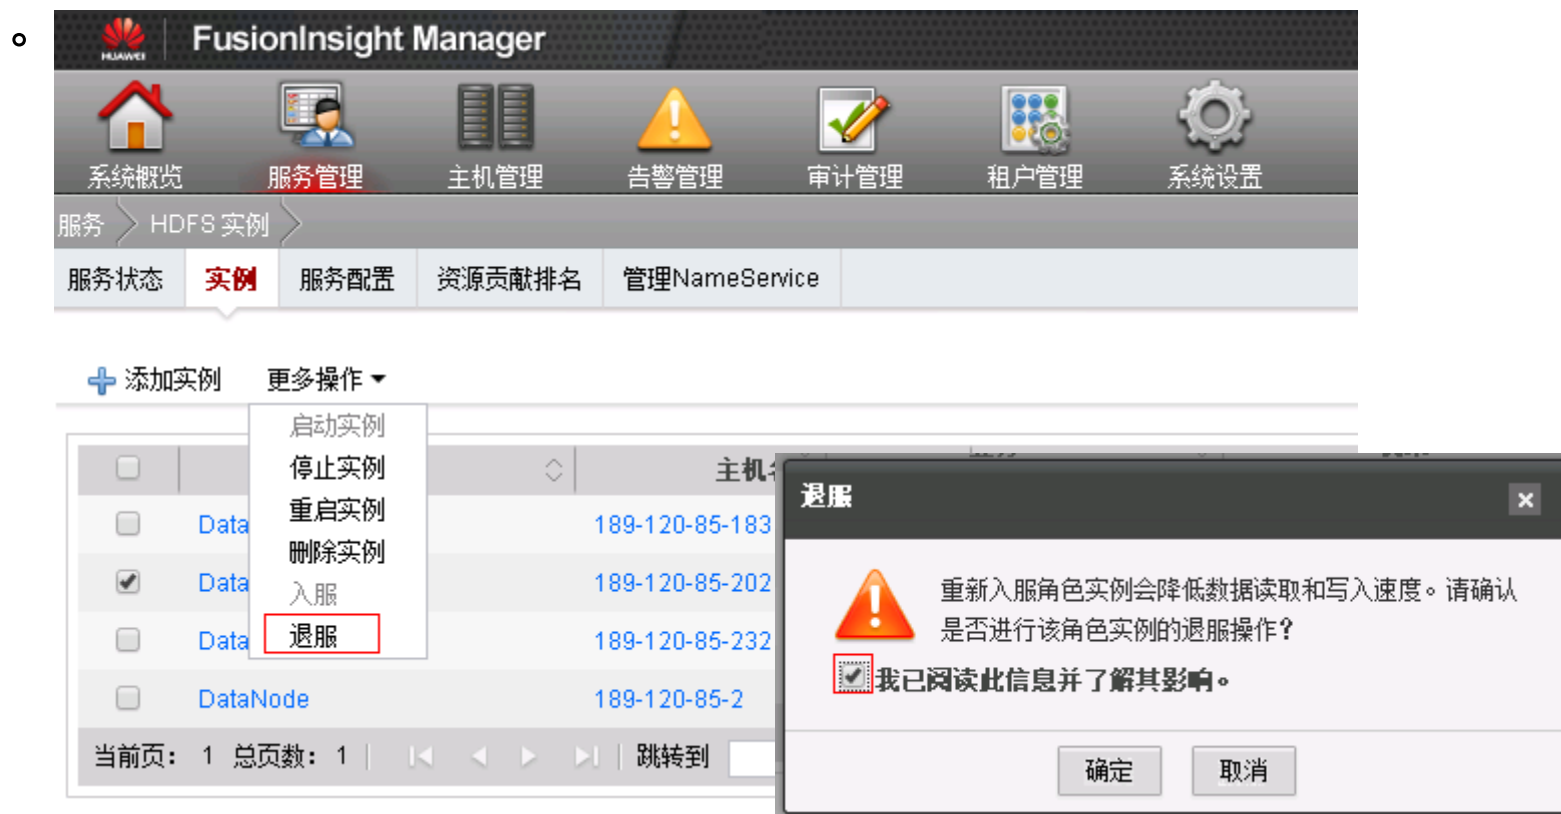 HUAWEI
FusionInsight Manager
系统概览 服务管理 主机管理 告警管理 审计管理 租户管理 系统设置
服务 HDFS 实例
服务状态 实例 服务配置 资源贡献排名 管理NameService
添加实例 更多操作
启动实例
停止实例
重启实例
删除实例
入服
退服
主机
Data 189-120-85-183
Data 189-120-85-202
Data 189-120-85-232
DataNode 189-120-85-2
当前页： 1 总页数： 1 跳转到
退服
重新入服角色实例会降低数据读取和写入速度。请确认
是否进行该角色实例的退服操作?
我已阅读此信息并了解其影响。
确定 取消